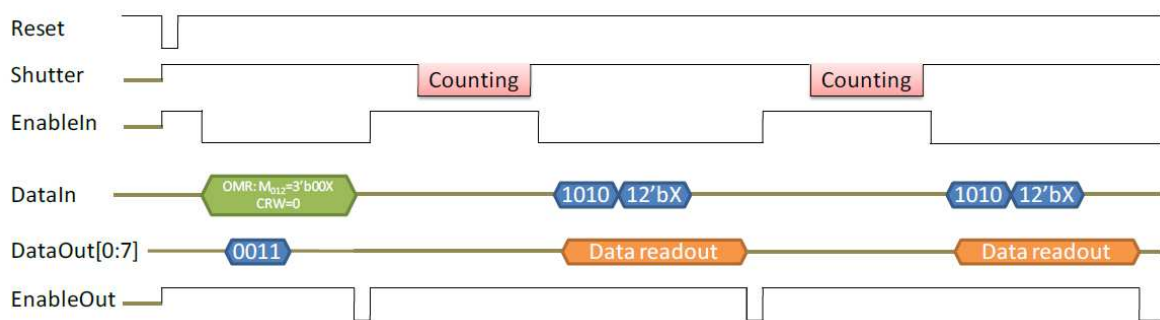 Reset
Shutter
Counting
Counting
EnableIn
DataIn
OMR: M012=3'b00X
CRW=0
1010
12'bX
1010
12'bX
DataOut[0:7]
0011
Data readout
Data readout
EnableOut